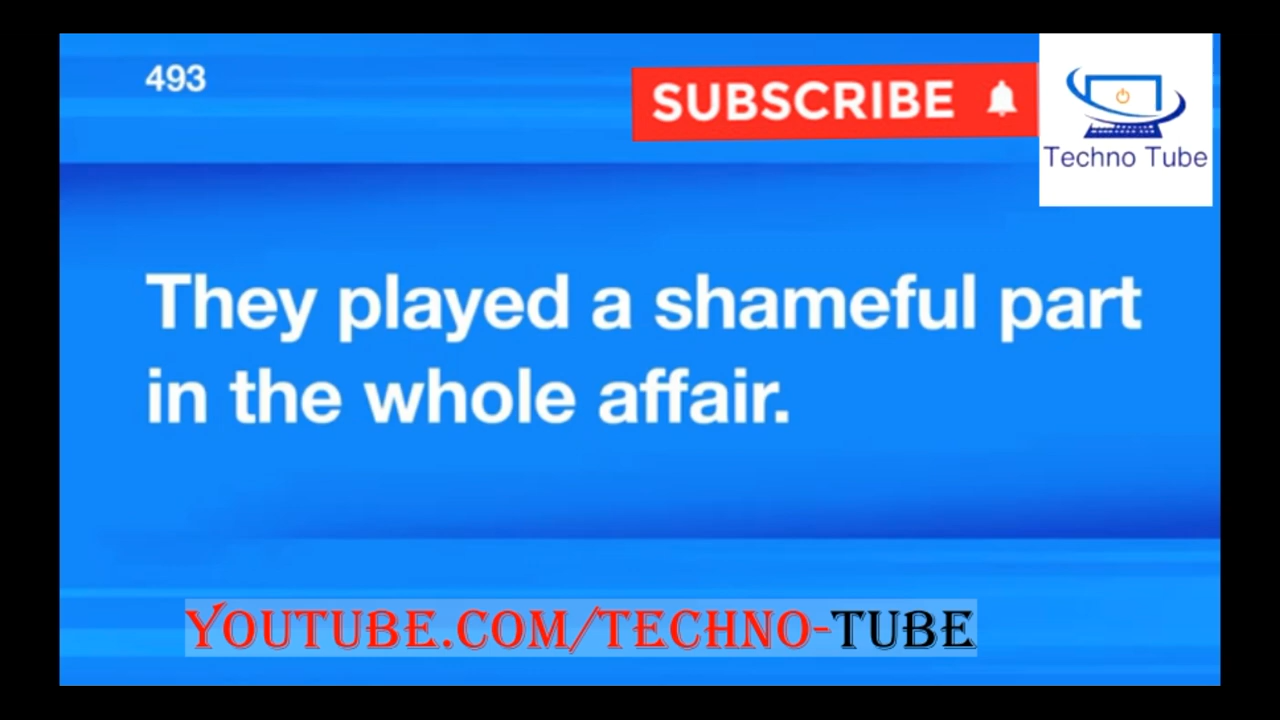 493
SUBSCRIBE
Techno Tube
They played a shameful part
in the whole affair.
YOUTUBE.COM/TECHNO-TUBE